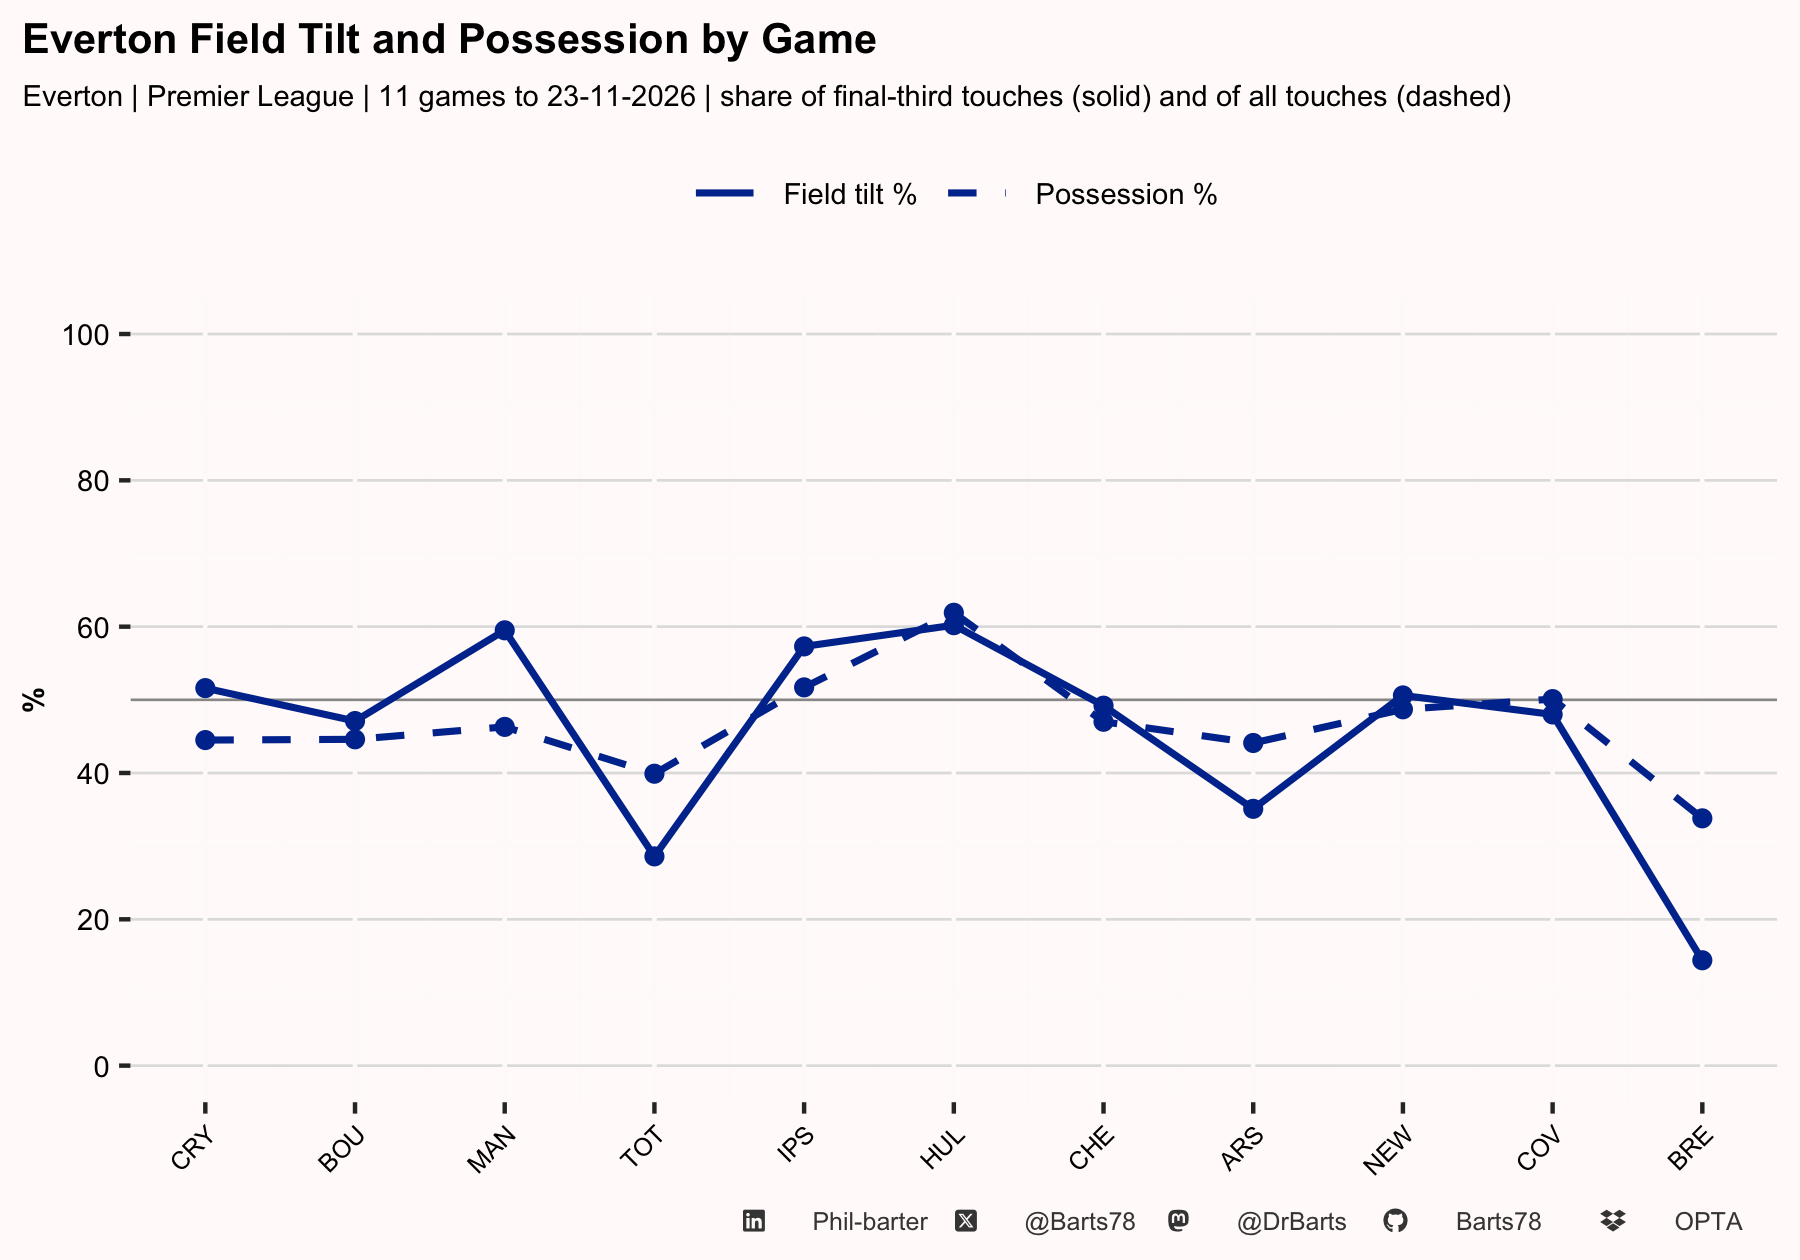 Everton Field Tilt and Possession by Game
Everton | Premier League | 11 games to 23-11-2026 | share of final-third touches (solid) and of all touches (dashed)
Field tilt % Possession %
100
80
60
40
20
0
%
CRY BOU MAN TOT IPS HUL CHE ARS NEW COV BRE
Phil-barter @Barts78 @DrBarts Barts78 OPTA